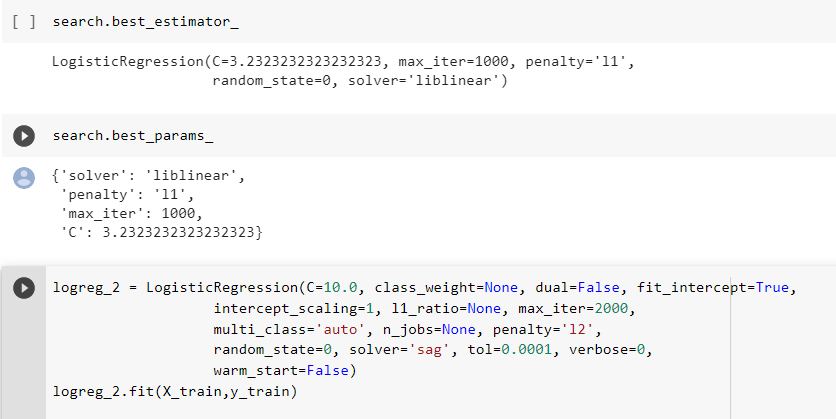 [ ] search.best_estimator_
LogisticRegression(C=3.2323232323232323, max_iter=1000, penalty='l1',
                   random_state=0, solver='liblinear')
search.best_params_
{'solver': 'liblinear',
 'penalty': 'l1',
 'max_iter': 1000,
 'C': 3.2323232323232323}
logreg_2 = LogisticRegression(C=10.0, class_weight=None, dual=False, fit_intercept=True,
                   intercept_scaling=1, l1_ratio=None, max_iter=2000,
                   multi_class='auto', n_jobs=None, penalty='l2',
                   random_state=0, solver='sag', tol=0.0001, verbose=0,
                   warm_start=False)
logreg_2.fit(X_train,y_train)